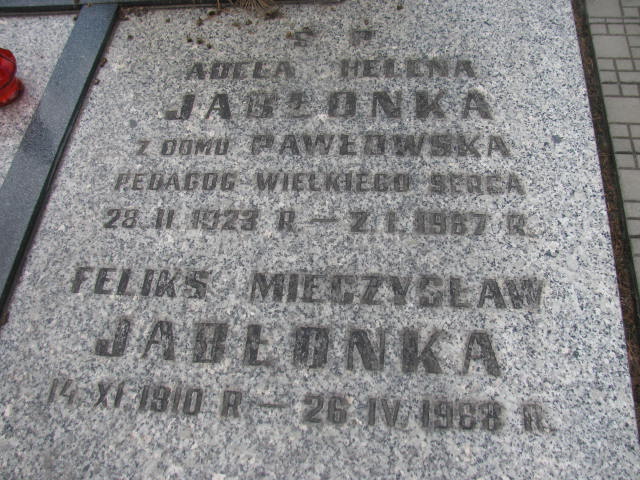 Ś P
ADELA HELENA
JABŁONKA
Z DOMU PAWŁOWSKA
PEDAGOG WIELKIEGO SERCA
28 II 1923 R – 2 I 1967 R.
FELIKS MIECZYSŁAW
JABŁONKA
14 XI 1910 R – 26 IV 1988 R.